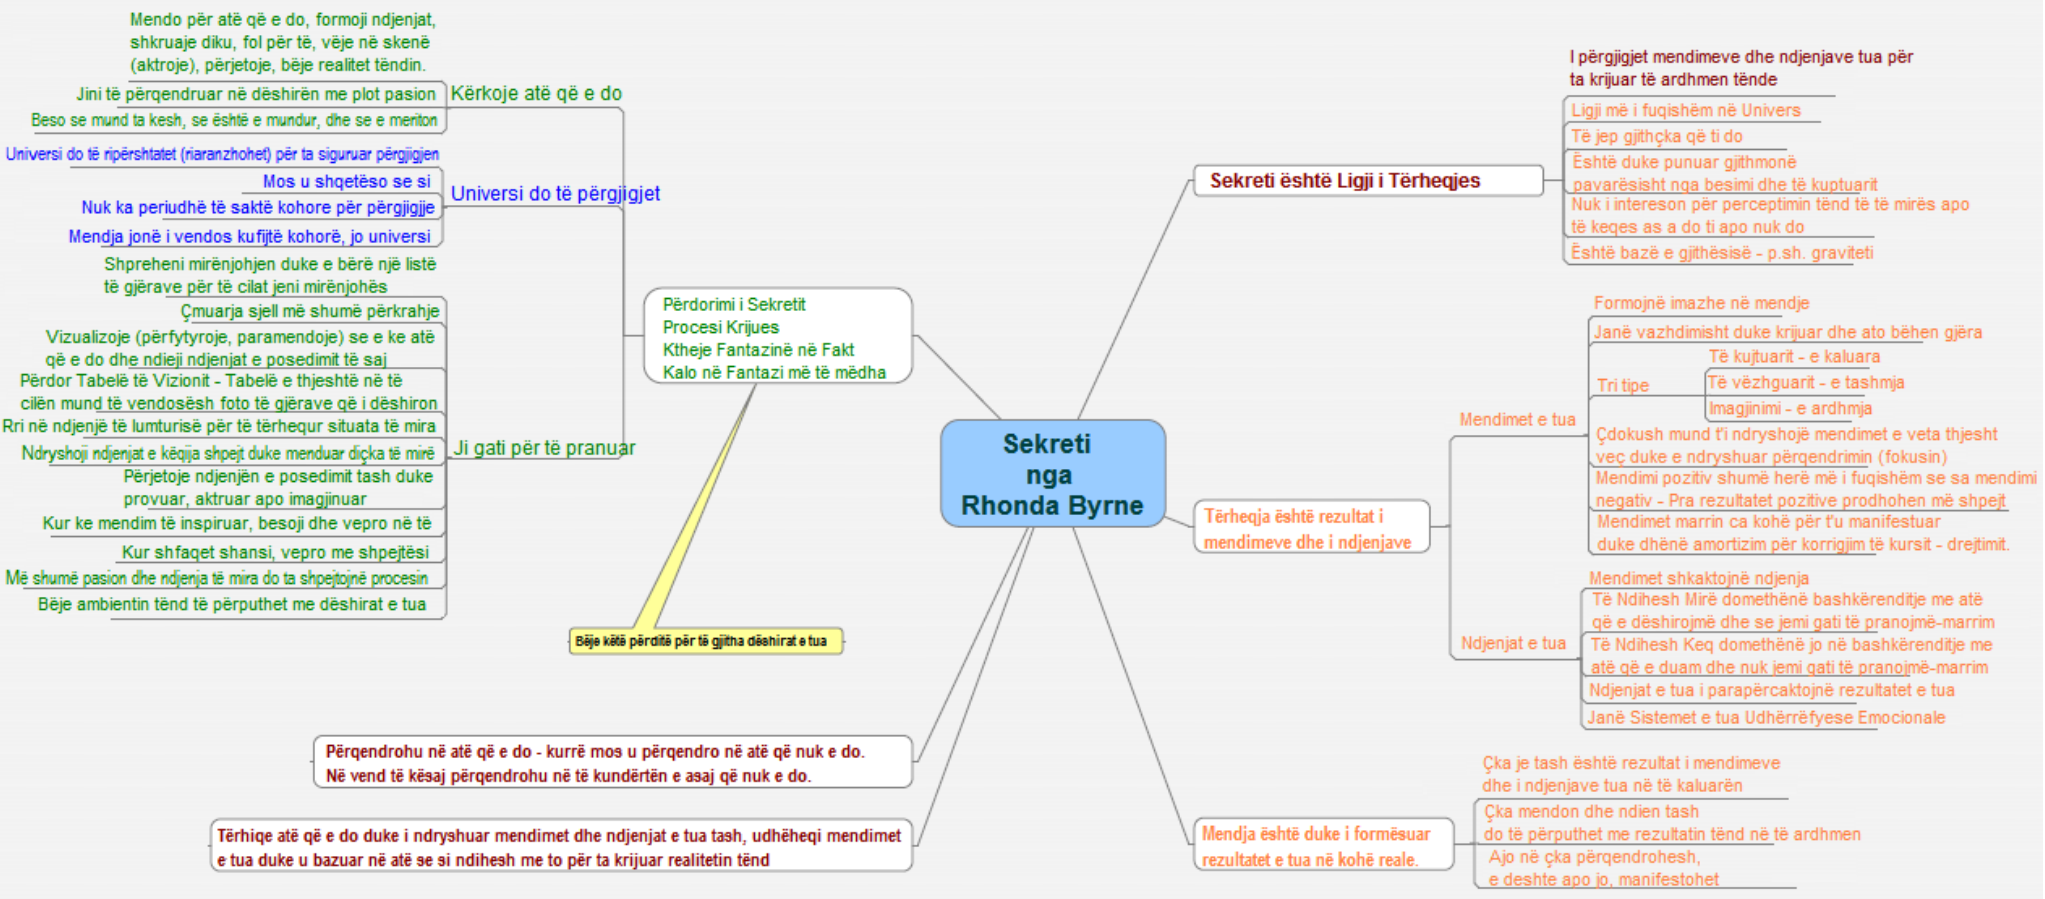 Sekreti
nga
Rhonda Byrne
Sekreti është Ligji i Tërheqjes
I përgjigjet mendimeve dhe ndjenjave tua për
ta krijuar të ardhmen tënde
Ligji më i fuqishëm në Univers
Të jep gjithçka që ti do
Është duke punuar gjithmonë
pavarësisht nga besimi dhe të kuptuarit
Nuk i intereson për perceptimin tënd të të mirës apo
të keqes as a do ti apo nuk do
Është bazë e gjithësisë - p.sh. graviteti
Tërheqja është rezultat i
mendimeve dhe i ndjenjave
Mendimet e tua
Formojnë imazhe në mendje
Janë vazhdimisht duke krijuar dhe ato bëhen gjëra
Tri tipe
Të kujtuarit - e kaluara
Të vëzhguarit - e tashmja
Imagjinimi - e ardhmja
Çdokush mund t'i ndryshojë mendimet e veta thjesht
veç duke e ndryshuar përqendrimin (fokusin)
Mendimi pozitiv shumë herë më i fuqishëm se sa mendimi
negativ - Pra rezultatet pozitive prodhohen më shpejt
Mendimet marrin ca kohë për t'u manifestuar
duke dhënë amortizim për korrigjim të kursit - drejtimit.
Ndjenjat e tua
Mendimet shkaktojnë ndjenja
Të Ndihesh Mirë domethënë bashkërenditje me atë
që e dëshirojmë dhe se jemi gati të pranojmë-marrim
Të Ndihesh Keq domethënë jo në bashkërenditje me
atë që e duam dhe nuk jemi gati të pranojmë-marrim
Ndjenjat e tua i parapërcaktojnë rezultatet e tua
Janë Sistemet e tua Udhërrëfyese Emocionale
Mendja është duke i formësuar
rezultatet e tua në kohë reale.
Çka je tash është rezultat i mendimeve
dhe i ndjenjave tua në të kaluarën
Çka mendon dhe ndien tash
do të përputhet me rezultatin tënd në të ardhmen
Ajo në çka përqendrohesh,
e deshte apo jo, manifestohet
Përdorimi i Sekretit
Procesi Krijues
Ktheje Fantazinë në Fakt
Kalo në Fantazi më të mëdha
Kërkoje atë që e do
Mendo për atë që e do, formoji ndjenjat,
shkruaje diku, fol për të, vëje në skenë
(aktroje), përjetoje, bëje realitet tëndin.
Jini të përqendruar në dëshirën me plot pasion
Beso se mund ta kesh, se është e mundur, dhe se e meriton
Universi do të përgjigjet
Universi do të ripërshtatet (riaranzhohet) për ta siguruar përgjigjen
Mos u shqetëso se si
Nuk ka periudhë të saktë kohore për përgjigjje
Mendja jonë i vendos kufijtë kohorë, jo universi
Ji gati për të pranuar
Shpreheni mirënjohjen duke e bërë një listë
të gjërave për të cilat jeni mirënjohës
Çmuarja sjell më shumë përkrahje
Vizualizoje (përfytyroje, paramendoje) se e ke atë
që e do dhe ndieji ndjenjat e posedimit të saj
Përdor Tabelë të Vizionit - Tabelë e thjeshtë në të
cilën mund të vendosësh foto të gjërave që i dëshiron
Rri në ndjenjë të lumturisë për të tërhequr situata të mira
Ndryshoji ndjenjat e këqija shpejt duke menduar diçka të mirë
Përjetoje ndjenjën e posedimit tash duke
provuar, aktruar apo imagjinuar
Kur ke mendim të inspiruar, besoji dhe vepro në të
Kur shfaqet shansi, vepro me shpejtësi
Më shumë pasion dhe ndjenja të mira do ta shpejtojnë procesin
Bëje ambientin tënd të përputhet me dëshirat e tua
Bëje këtë përditë për të gjitha dëshirat e tua
Përqendrohu në atë që e do - kurrë mos u përqendro në atë që nuk e do.
Në vend të kësaj përqendrohu në të kundërtën e asaj që nuk e do.
Tërhiqe atë që e do duke i ndryshuar mendimet dhe ndjenjat e tua tash, udhëheqi mendimet
e tua duke u bazuar në atë se si ndihesh me to për ta krijuar realitetin tënd